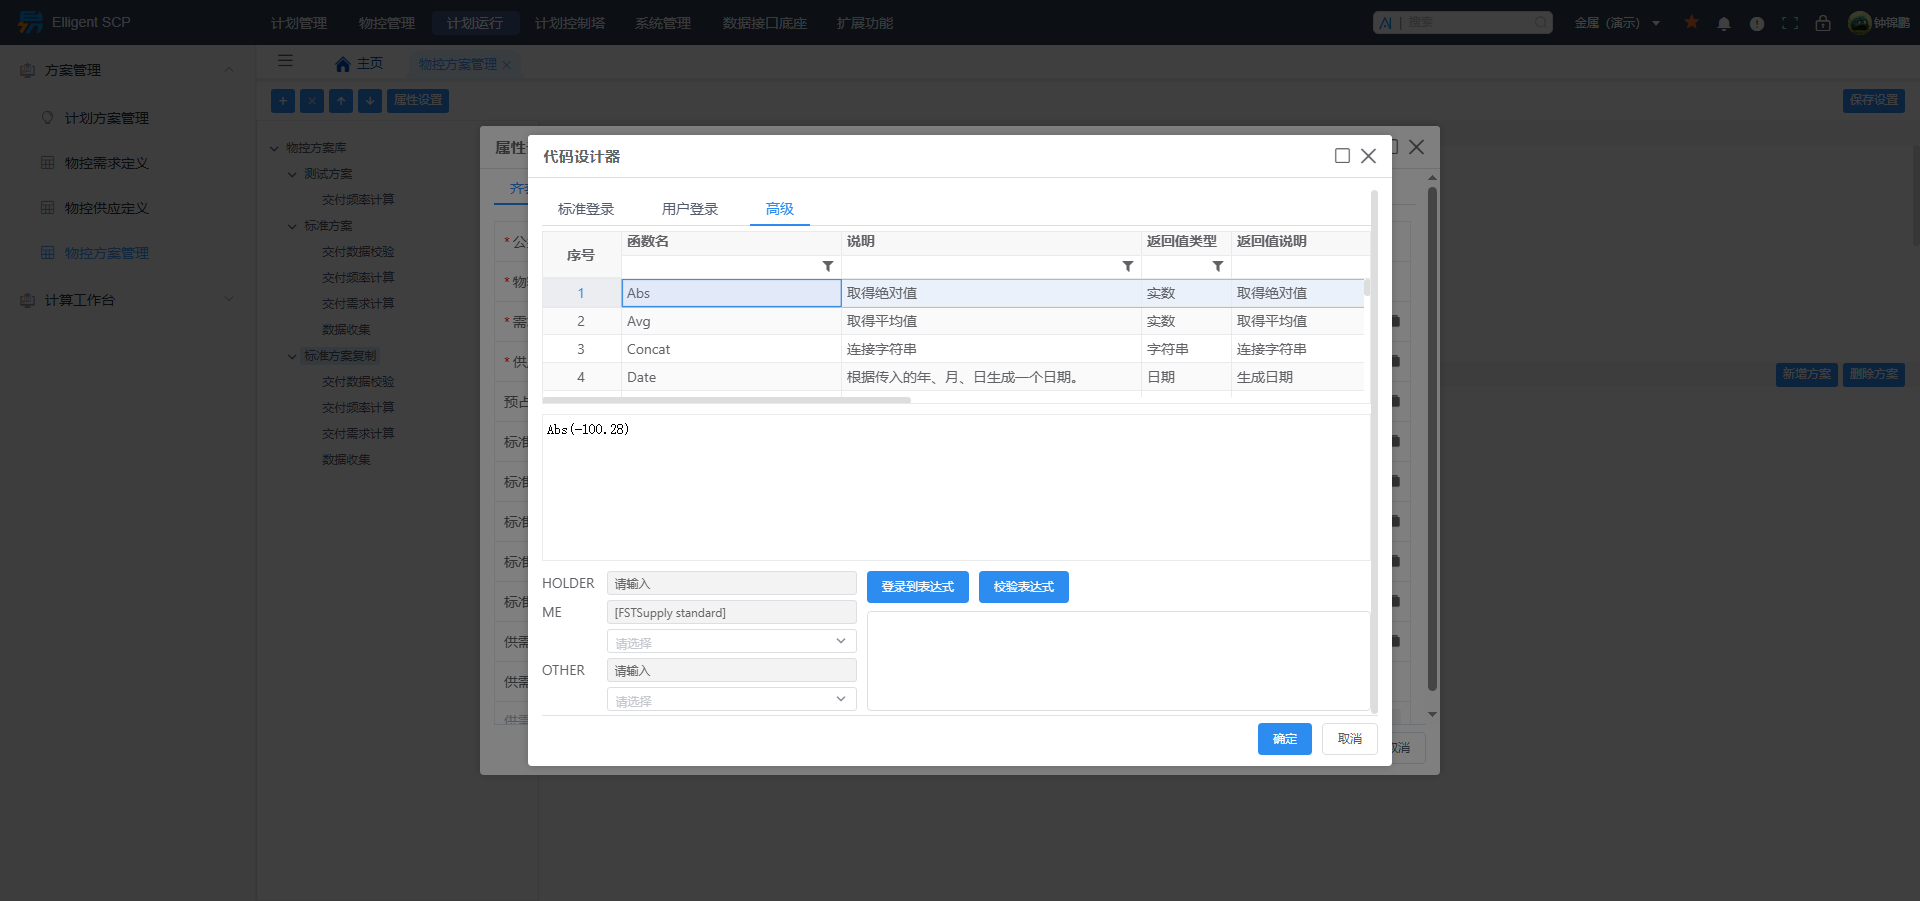 Elligent SCP
计划管理 物控管理 计划运行 计划控制塔 系统管理 数据接口底座 扩展功能
搜索
金属（演示）
钟锦鹏
方案管理
主页 物控方案管理
计划方案管理
物控需求定义
物控供应定义
物控方案管理
计算工作台
属性设置
保存设置
物控方案库
测试方案
交付频率计算
标准方案
交付数据校验
交付频率计算
交付需求计算
数据收集
标准方案复制
交付数据校验
交付频率计算
交付需求计算
数据收集
新增方案 删除方案
属性
代码设计器
标准登录 用户登录 高级
序号 函数名 说明 返回值类型 返回值说明
1 Abs 取得绝对值 实数 取得绝对值
2 Avg 取得平均值 实数 取得平均值
3 Concat 连接字符串 字符串 连接字符串
4 Date 根据传入的年、月、日生成一个日期。 日期 生成日期
Abs(-100.28)
HOLDER 请输入 登录到表达式 校验表达式
ME [FSTSupply standard]
请选择
OTHER 请输入
请选择
确定 取消
* 物
* 需
* 供
预占
标准
标准
标准
标准
标准
供需
供需
供需